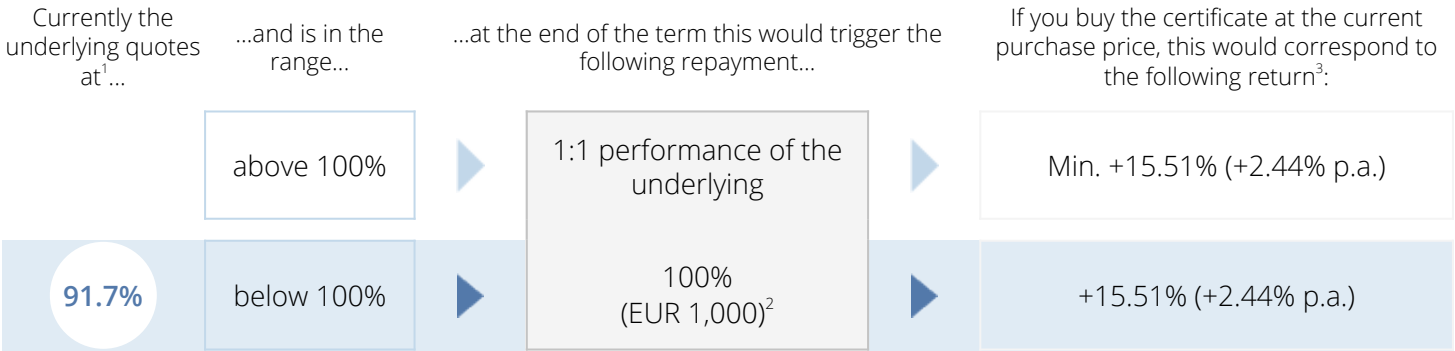 Currently the
underlying quotes
at¹...
...and is in the
range...
...at the end of the term this would trigger the
following repayment...
If you buy the certificate at the current
purchase price, this would correspond to
the following return³:
above 100%
1:1 performance of the
underlying
Min. +15.51% (+2.44% p.a.)
91.7%
below 100%
100%
(EUR 1,000)²
+15.51% (+2.44% p.a.)